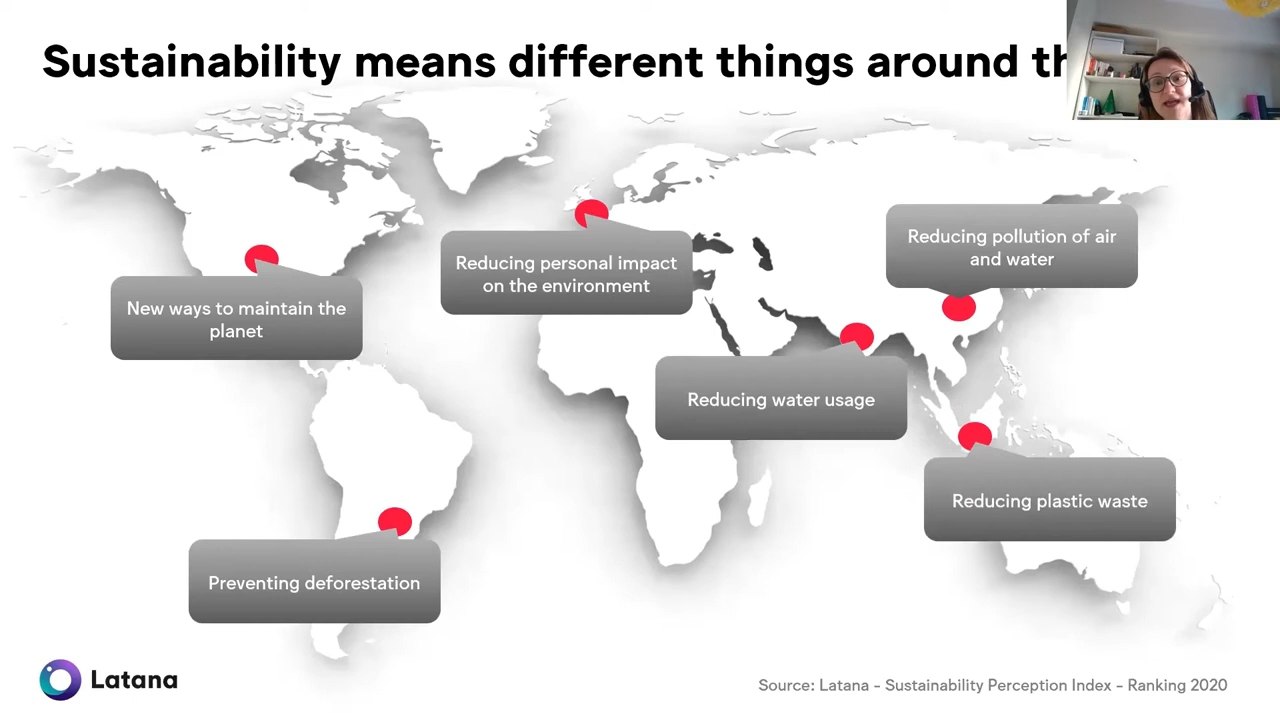 Sustainability means different things around
Reducing pollution of air
and water
Reducing personal impact
on the environment
New ways to maintain the
planet
Reducing water usage
Reducing plastic waste
Preventing deforestation
Latana
Source: Latana - Sustainability Perception Index - Ranking 2020